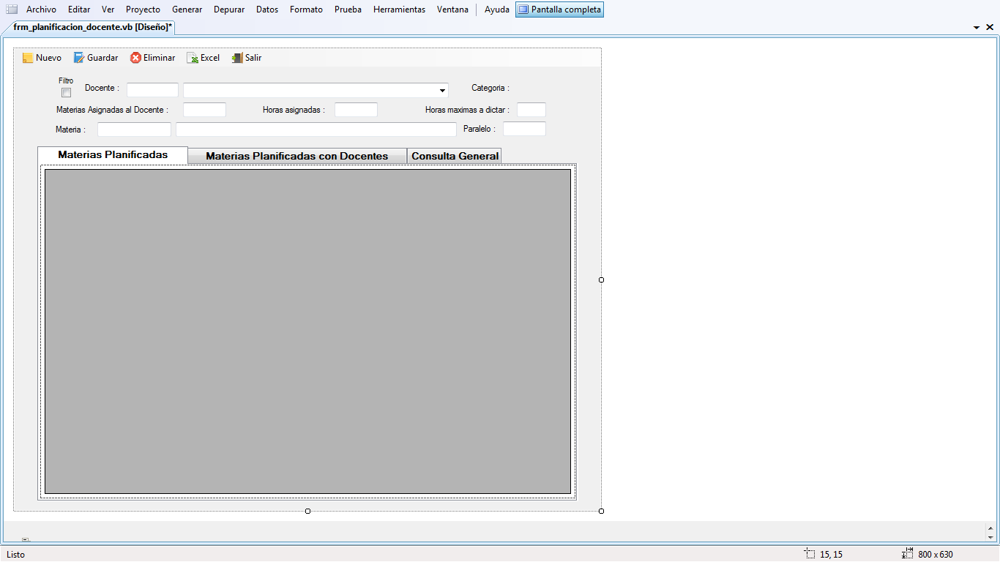 Archivo Editar Ver Proyecto Generar Depurar Datos Formato Prueba Herramientas Ventana Ayuda Pantalla completa
frm_planificacion_docente.vb [Diseño]*
Nuevo Guardar Eliminar Excel Salir
Filtro
Docente : Categoria :
Materias Asignadas al Docente : Horas asignadas : Horas maximas a dictar :
Materia : Paralelo :
Materias Planificadas Materias Planificadas con Docentes Consulta General
Listo 15, 15 800 x 630